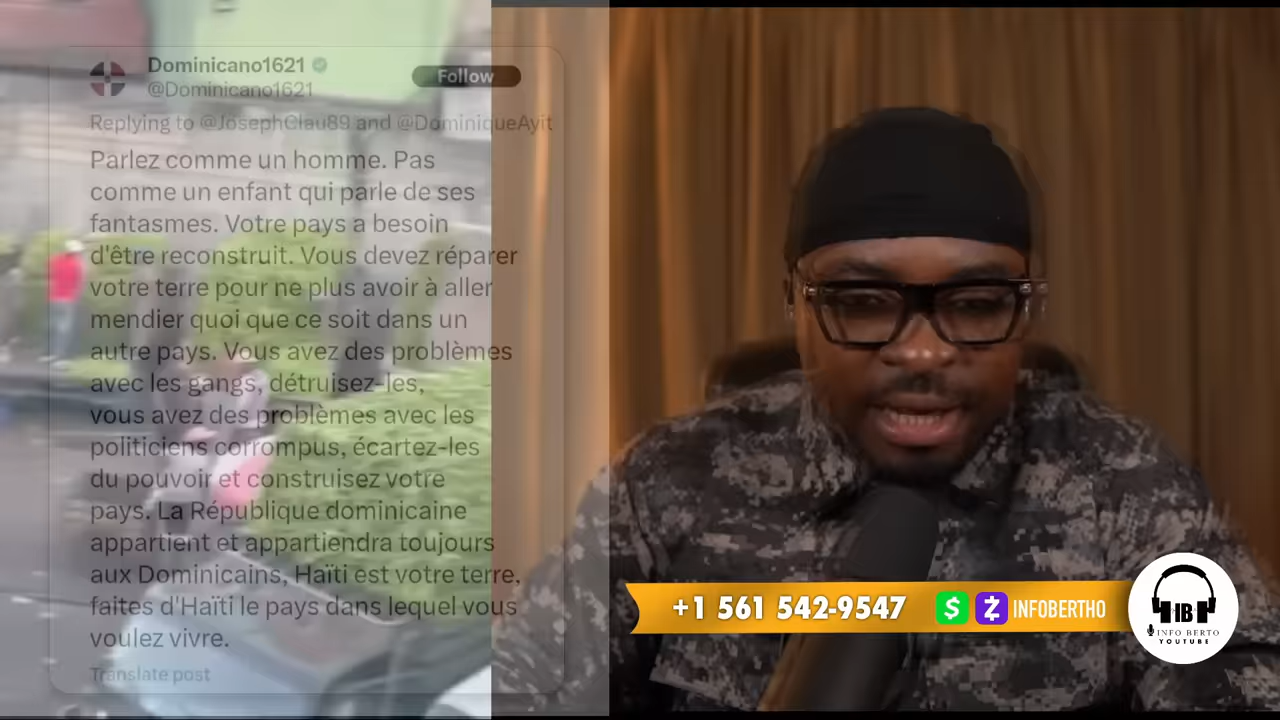 Dominicano1621
Follow
@Dominicano1621
Replying to @JosephClau89 and @DominiqueAyit
Parlez comme un homme. Pas
comme un enfant qui parle de ses
fantasmes. Votre pays a besoin
d'être reconstruit. Vous devez réparer
votre terre pour ne plus avoir à aller
mendier quoi que ce soit dans un
autre pays. Vous avez des problèmes
avec les gangs, détruisez-les,
vous avez des problèmes avec les
politiciens corrompus, écartez-les
du pouvoir et construisez votre
pays. La République dominicaine
appartient et appartiendra toujours
aux Dominicains, Haïti est votre terre,
faites d'Haïti le pays dans lequel vous
voulez vivre.
Translate post
+1 561 542-9547
INFOBERTHO
IB
INFO BERTO
YOUTUBE